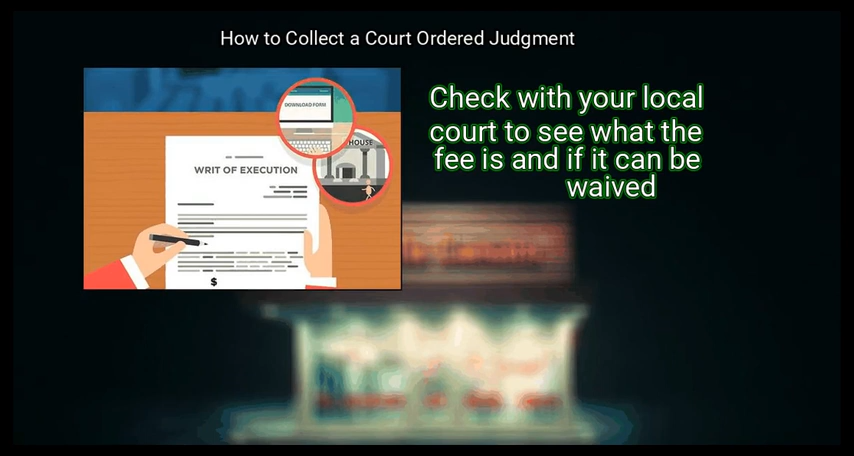 How to Collect a Court Ordered Judgment
DOWNLOAD FORM
HOUSE
WRIT OF EXECUTION
$
Check with your local
court to see what the
fee is and if it can be
waived